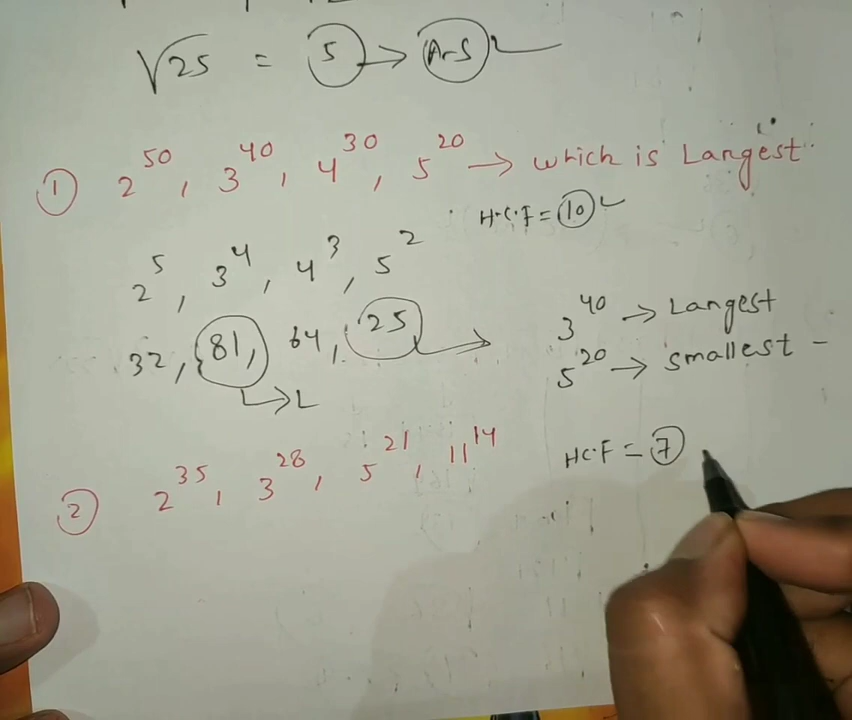 √25 = 5 → Ans
① 2^50, 3^40, 4^30, 5^20 → which is Largest
H.C.F = 10
2^5, 3^4, 4^3, 5^2
32, 81, 64, 25
→ L
3^40 → Largest
5^20 → smallest
② 2^35, 3^28, 5^21, 11^14
H.C.F = 7